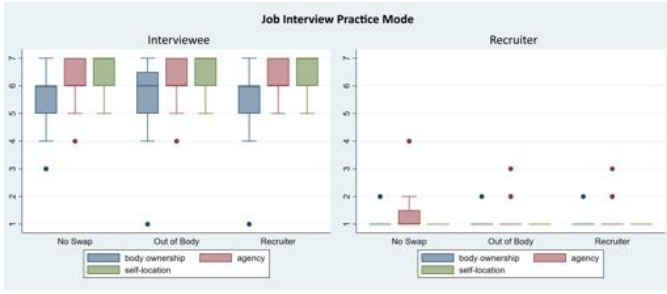 Job Interview Practice Mode
Interviewee
Recruiter
7
6
5
4
3
2
1
No Swap
Out of Body
Recruiter
body ownership
agency
self-location
7
6
5
4
3
2
1
No Swap
Out of Body
Recruiter
body ownership
agency
self-location